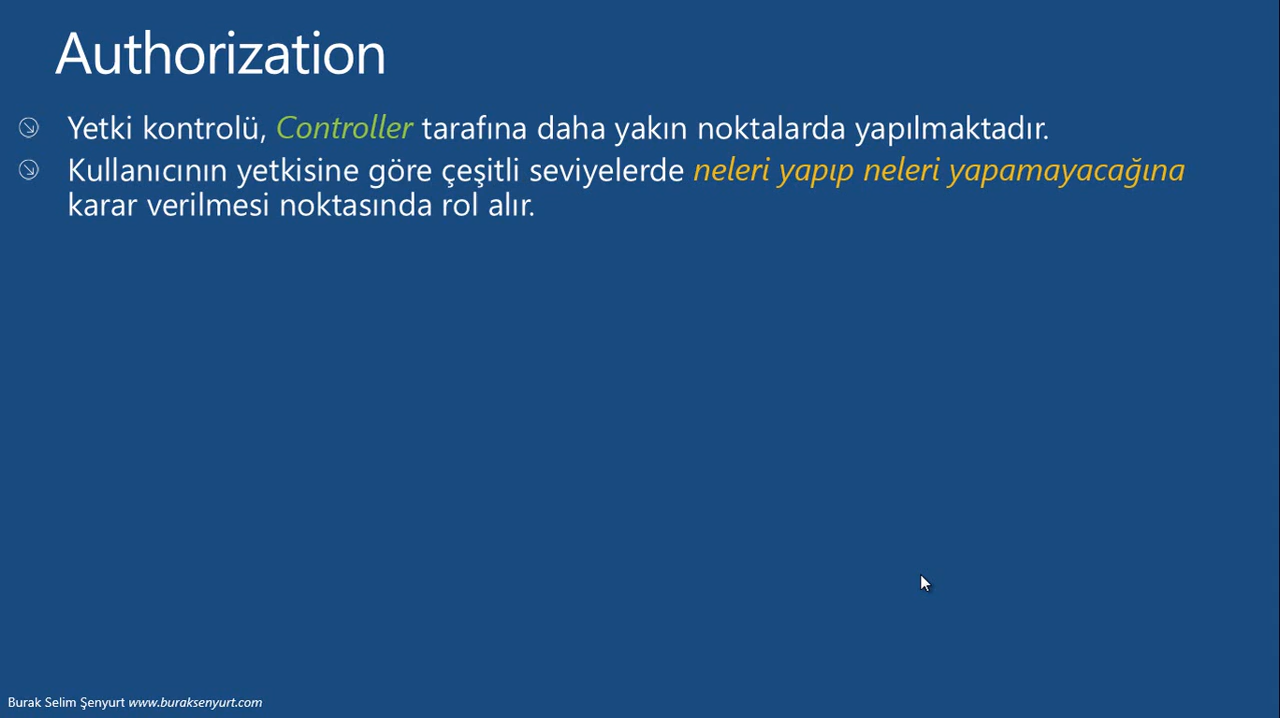 Authorization
Yetki kontrolü, Controller tarafına daha yakın noktalarda yapılmaktadır.
Kullanıcının yetkisine göre çeşitli seviyelerde neleri yapıp neleri yapamayacağına
karar verilmesi noktasında rol alır.
Burak Selim Şenyurt www.buraksenyurt.com